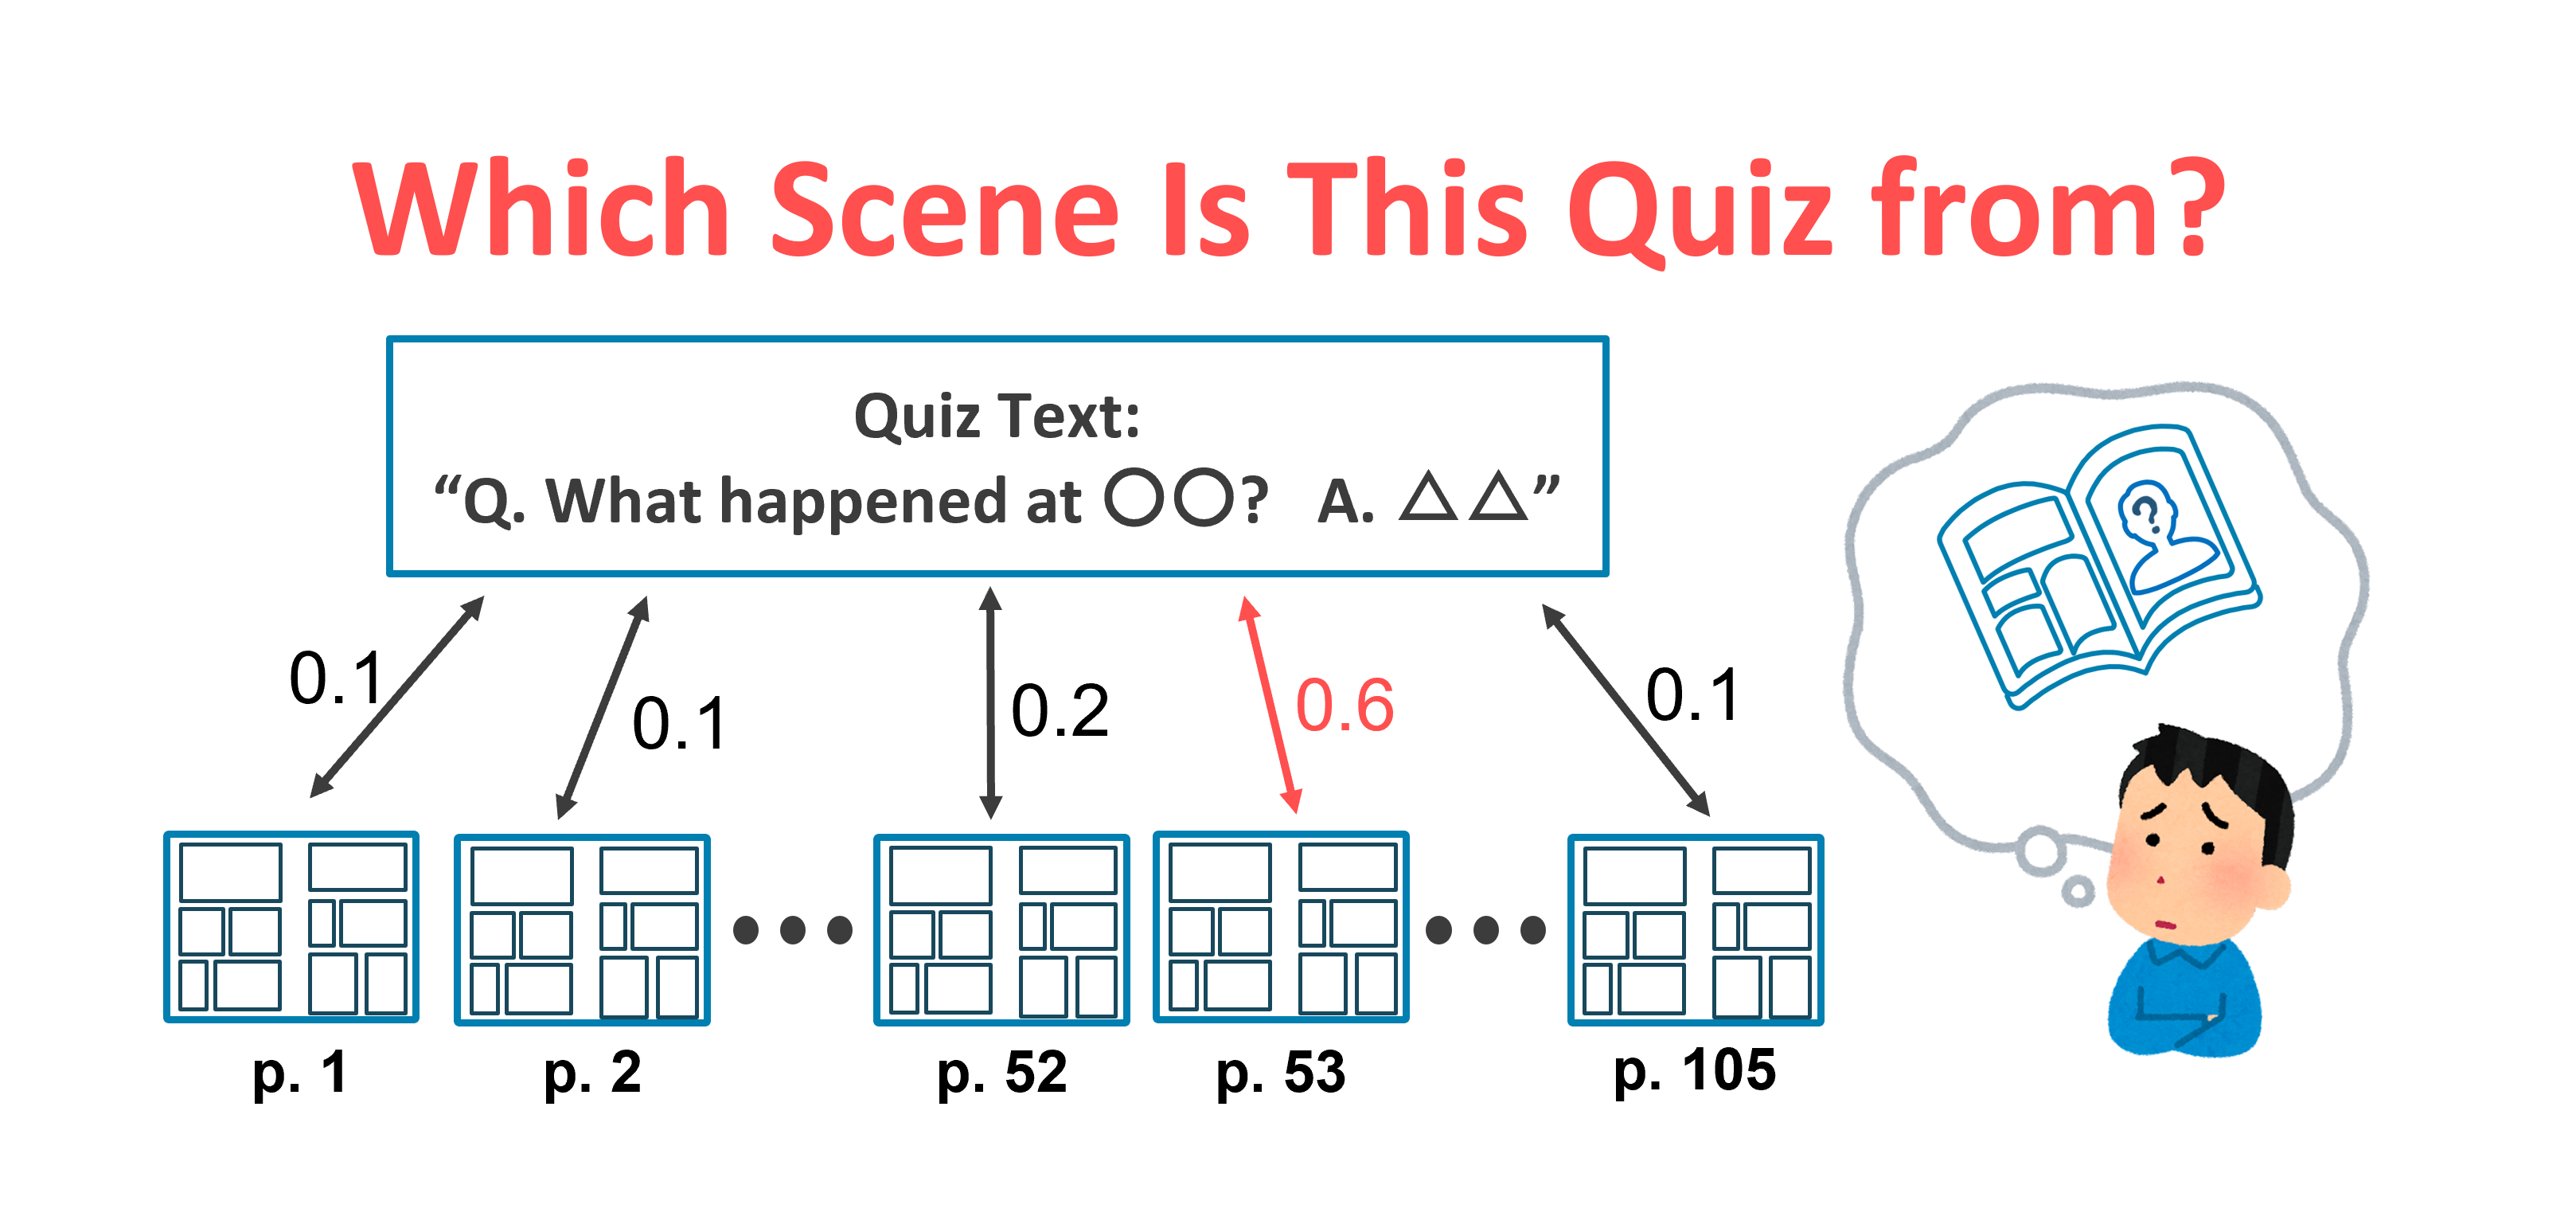 Which Scene Is This Quiz from?
Quiz Text:
“Q. What happened at ○○? A. △△”
0.1
0.1
0.2
0.6
0.1
?
p. 1
p. 2
p. 52
p. 53
p. 105